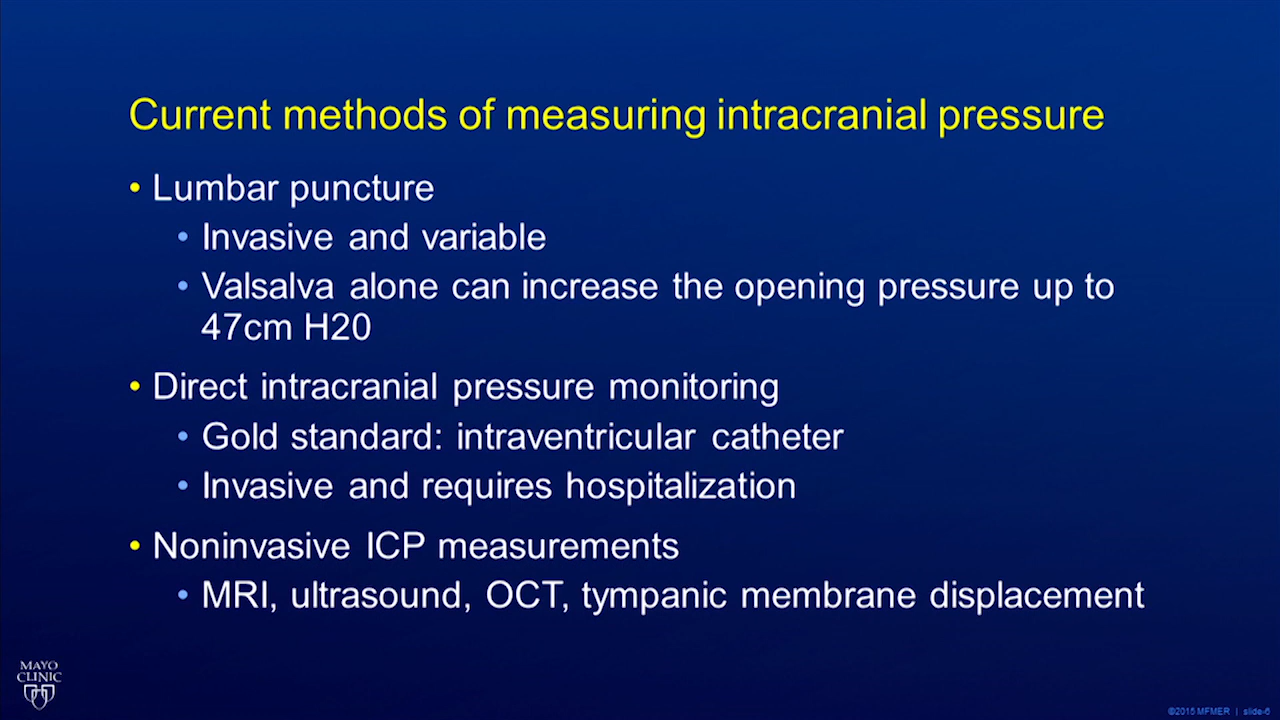 Current methods of measuring intracranial pressure
• Lumbar puncture
• Invasive and variable
• Valsalva alone can increase the opening pressure up to
47cm H20
• Direct intracranial pressure monitoring
• Gold standard: intraventricular catheter
• Invasive and requires hospitalization
• Noninvasive ICP measurements
• MRI, ultrasound, OCT, tympanic membrane displacement
MAYO
CLINIC
©2015 MFMER | slide-6